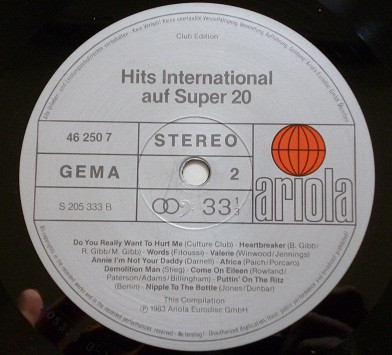 Club Edition
Hits International
auf Super 20
46 250 7
STEREO
GEMA
2
S 205 333 B
33 1/3
ariola
Do You Really Want To Hurt Me (Culture Club) · Heartbreaker (B. Gibb/
R. Gibb/M. Gibb) · Words (Fitoussi) · Valerie (Winwood/Jennings)
Annie I'm Not Your Daddy (Darnell) · Africa (Paich/Porcaro)
Demolition Man (Stieg) · Come On Eileen (Rowland/
Paterson/Adams/Billingham) · Puttin' On The Ritz
(Berlin) · Nipple To The Bottle (Jones/Dunbar)
This Compilation
℗ 1983 Ariola Eurodisc GmbH